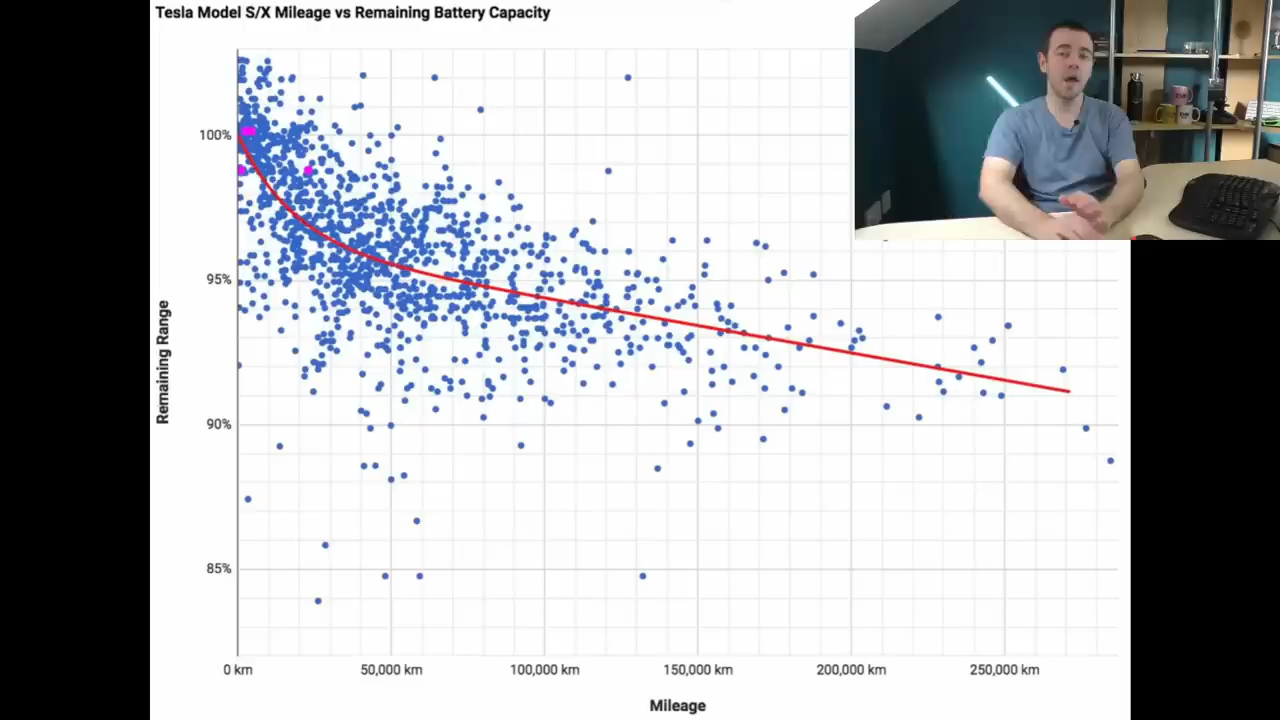 Tesla Model S/X Mileage vs Remaining Battery Capacity
100%
95%
90%
85%
Remaining Range
0 km
50,000 km
100,000 km
150,000 km
200,000 km
250,000 km
Mileage